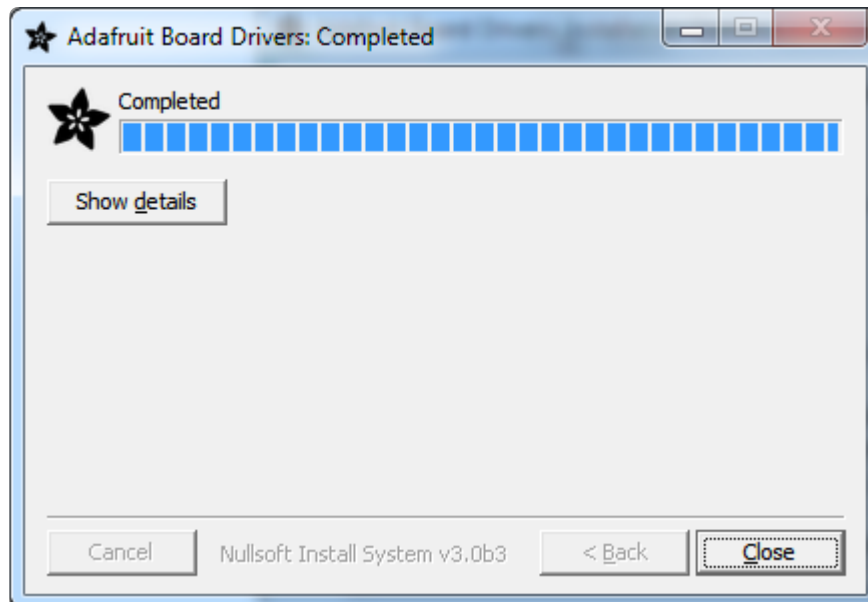 Adafruit Board Drivers: Completed
Completed
Show details
Cancel
Nullsoft Install System v3.0b3
< Back
Close